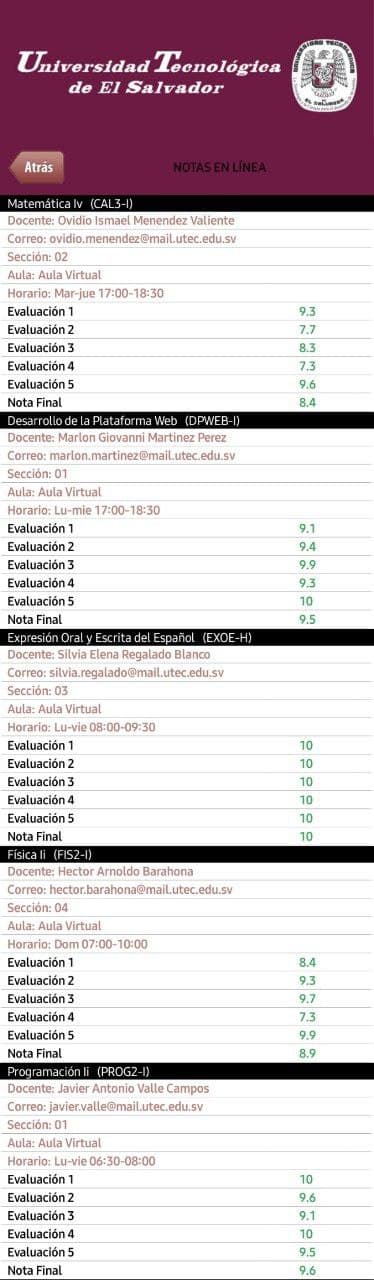 Universidad Tecnológica
de El Salvador
Atrás
NOTAS EN LÍNEA
Matemática Iv (CAL3-I)
Docente: Ovidio Ismael Menendez Valiente
Correo: ovidio.menendez@mail.utec.edu.sv
Sección: 02
Aula: Aula Virtual
Horario: Mar-jue 17:00-18:30
Evaluación 1 9.3
Evaluación 2 7.7
Evaluación 3 8.3
Evaluación 4 7.3
Evaluación 5 9.6
Nota Final 8.4
Desarrollo de la Plataforma Web (DPWEB-I)
Docente: Marlon Giovanni Martinez Perez
Correo: marlon.martinez@mail.utec.edu.sv
Sección: 01
Aula: Aula Virtual
Horario: Lu-mie 17:00-18:30
Evaluación 1 9.1
Evaluación 2 9.4
Evaluación 3 9.9
Evaluación 4 9.3
Evaluación 5 10
Nota Final 9.5
Expresión Oral y Escrita del Español (EXOE-H)
Docente: Silvia Elena Regalado Blanco
Correo: silvia.regalado@mail.utec.edu.sv
Sección: 03
Aula: Aula Virtual
Horario: Lu-vie 08:00-09:30
Evaluación 1 10
Evaluación 2 10
Evaluación 3 10
Evaluación 4 10
Evaluación 5 10
Nota Final 10
Física Ii (FIS2-I)
Docente: Hector Arnoldo Barahona
Correo: hector.barahona@mail.utec.edu.sv
Sección: 04
Aula: Aula Virtual
Horario: Dom 07:00-10:00
Evaluación 1 8.4
Evaluación 2 9.3
Evaluación 3 9.7
Evaluación 4 7.3
Evaluación 5 9.9
Nota Final 8.9
Programación Ii (PROG2-I)
Docente: Javier Antonio Valle Campos
Correo: javier.valle@mail.utec.edu.sv
Sección: 01
Aula: Aula Virtual
Horario: Lu-vie 06:30-08:00
Evaluación 1 10
Evaluación 2 9.6
Evaluación 3 9.1
Evaluación 4 10
Evaluación 5 9.5
Nota Final 9.6